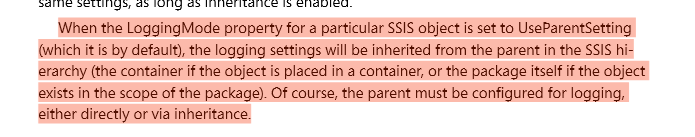 same settings, as long as inheritance is enabled.
When the LoggingMode property for a particular SSIS object is set to UseParentSetting
(which it is by default), the logging settings will be inherited from the parent in the SSIS hi-
erarchy (the container if the object is placed in a container, or the package itself if the object
exists in the scope of the package). Of course, the parent must be configured for logging,
either directly or via inheritance.